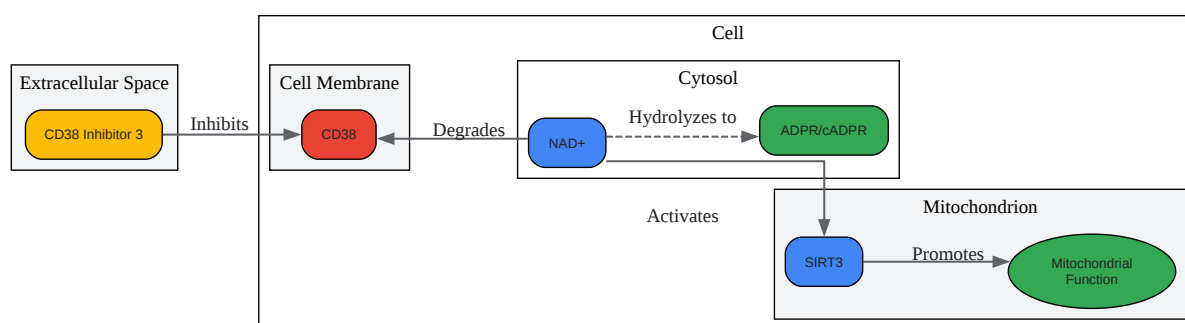 Cell
Extracellular Space
Cell Membrane
Cytosol
CD38 Inhibitor 3
Inhibits
CD38
Degrades
NAD+
Hydrolyzes to
ADPR/cADPR
Activates
Mitochondrion
SIRT3
Promotes
Mitochondrial
Function